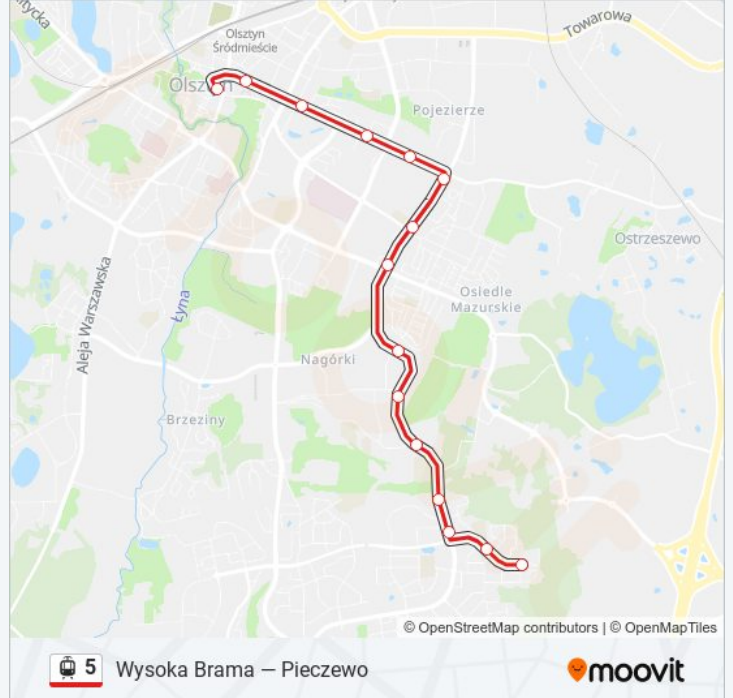 itycka
Towarowa
Olsztyn
Śródmieście
Olsztyn
Pojezierze
Ostrzeszewo
Osiedle
Mazurskie
Aleja Warszawska
Łyna
Nagórki
Brzeziny
© OpenStreetMap contributors | © OpenMapTiles
5 Wysoka Brama — Pieczewo
moovit